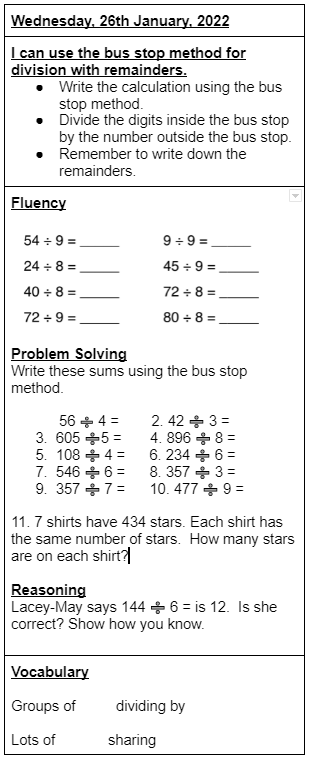 Wednesday, 26th January, 2022
I can use the bus stop method for
division with remainders.
● Write the calculation using the bus
stop method.
● Divide the digits inside the bus stop
by the number outside the bus stop.
● Remember to write down the
remainders.
Fluency
54 ÷ 9 = ______ 9 ÷ 9 = ______
24 ÷ 8 = ______ 45 ÷ 9 = ______
40 ÷ 8 = ______ 72 ÷ 8 = ______
72 ÷ 9 = ______ 80 ÷ 8 = ______
Problem Solving
Write these sums using the bus stop
method.
56 ➗ 4 = 2. 42 ➗ 3 =
3. 605 ➗5 = 4. 896 ➗ 8 =
5. 108 ➗ 4 = 6. 234 ➗ 6 =
7. 546 ➗ 6 = 8. 357 ➗ 3 =
9. 357 ➗ 7 = 10. 477 ➗ 9 =
11. 7 shirts have 434 stars. Each shirt has
the same number of stars. How many stars
are on each shirt?
Reasoning
Lacey-May says 144 ➗ 6 = is 12. Is she
correct? Show how you know.
Vocabulary
Groups of dividing by
Lots of sharing